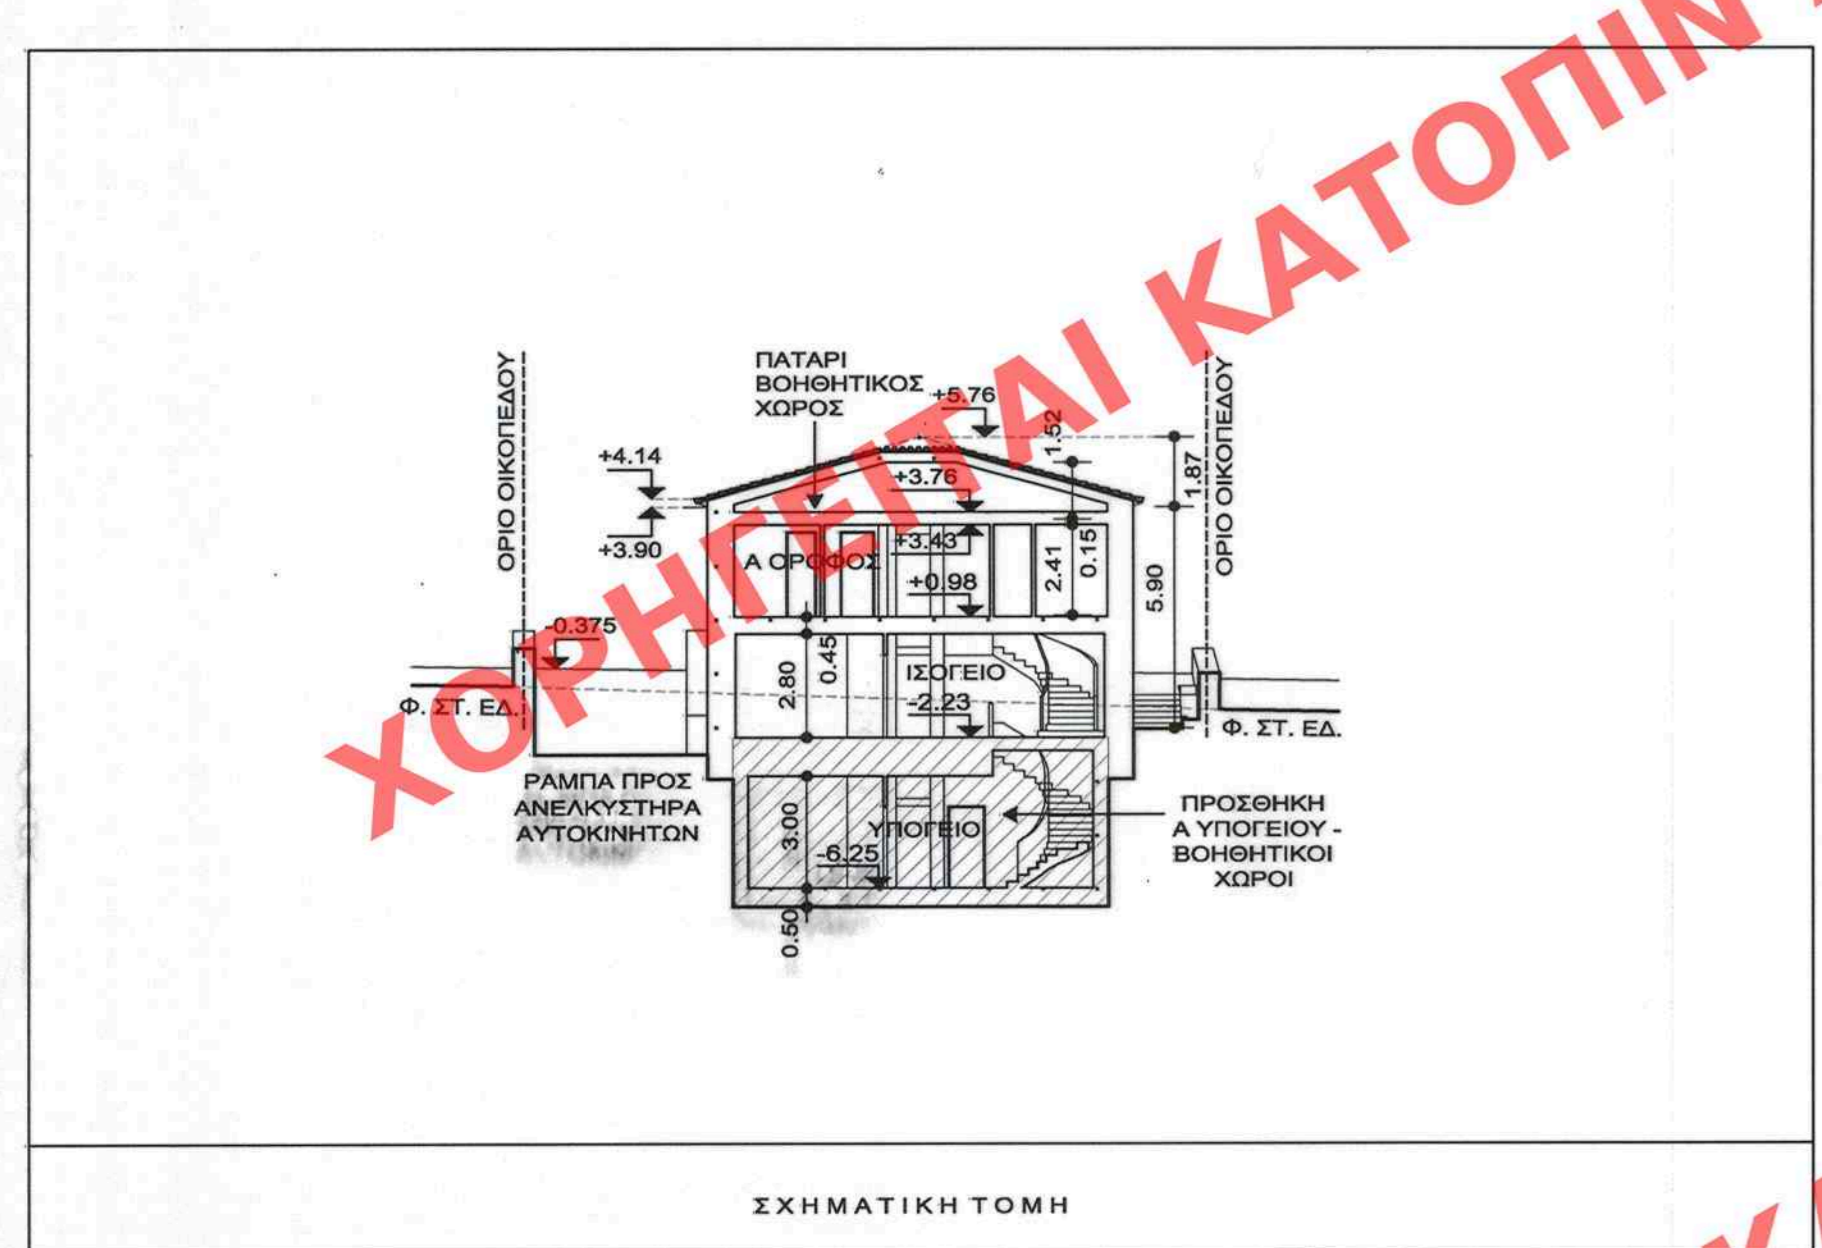 ΧΟΡΗΓΕΙΤΑΙ ΚΑΤΟΠΙΝ
ΟΡΙΟ ΟΙΚΟΠΕΔΟΥ
ΠΑΤΑΡΙ
ΒΟΗΘΗΤΙΚΟΣ
ΧΩΡΟΣ
+5.76
ΟΡΙΟ ΟΙΚΟΠΕΔΟΥ
1.52
1.87
+4.14
+3.76
+3.90
+3.43
Α ΟΡΟΦΟΣ
+0.98
2.41
0.15
5.90
-0.375
2.80
0.45
ΙΣΟΓΕΙΟ
-2.23
Φ. ΣΤ. ΕΔ.
Φ. ΣΤ. ΕΔ.
ΡΑΜΠΑ ΠΡΟΣ
ΑΝΕΛΚΥΣΤΗΡΑ
ΑΥΤΟΚΙΝΗΤΩΝ
3.00
ΥΠΟΓΕΙΟ
-6.25
0.50
ΠΡΟΣΘΗΚΗ
Α ΥΠΟΓΕΙΟΥ -
ΒΟΗΘΗΤΙΚΟΙ
ΧΩΡΟΙ
ΣΧΗΜΑΤΙΚΗ ΤΟΜΗ